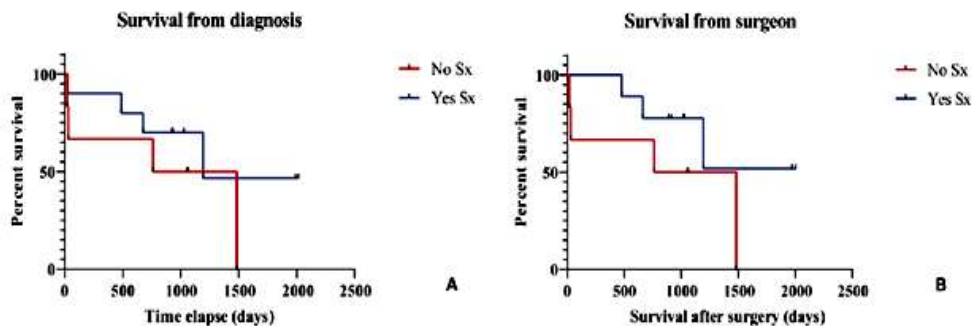 Survival from diagnosis
No Sx
Yes Sx
Percent survival
100
50
0
0 500 1000 1500 2000 2500
Time elapse (days)
A
Survival from surgeon
No Sx
Yes Sx
Percent survival
100
50
0
0 500 1000 1500 2000 2500
Survival after surgery (days)
B